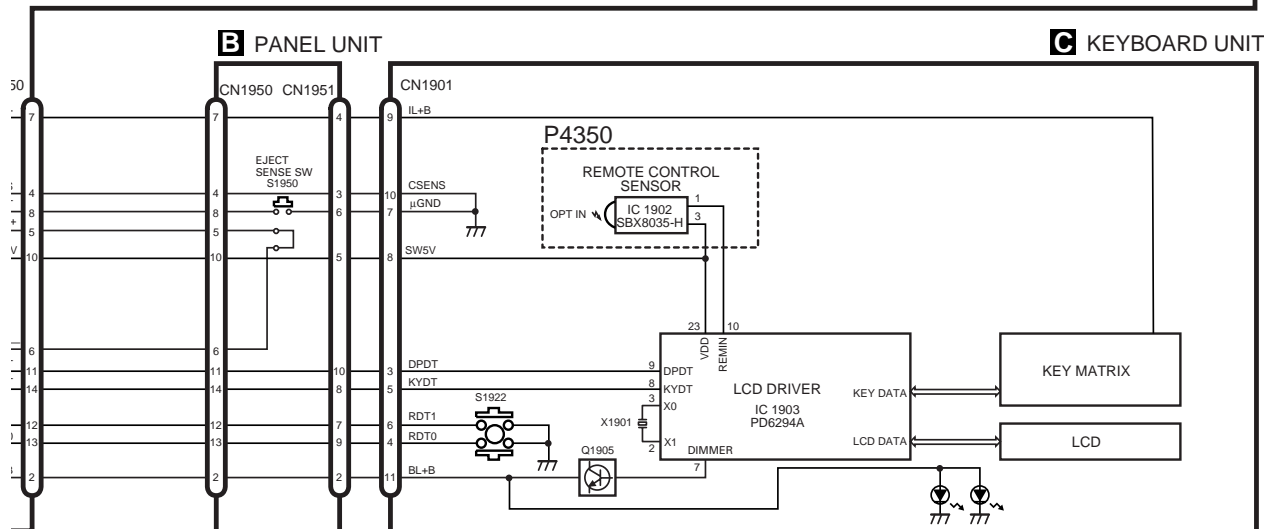 B PANEL UNIT
C KEYBOARD UNIT
50
CN1950 CN1951
CN1901
7 7 4 9 IL+B
P4350
EJECT
SENSE SW
S1950
REMOTE CONTROL
SENSOR
4 4 3 10 CSENS
1
OPT IN
IC 1902
SBX8035-H
3
8 8 6 7 µGND
+ 5 5
V 10 10 5 8 SW5V
23 10
VDD
REMIN
6 6
11 11 10 3 DPDT
9 DPDT
14 14 8 5 KYDT
8 KYDT
LCD DRIVER
IC 1903
PD6294A
KEY DATA
KEY MATRIX
S1922
3 X0
X1901
2 X1
12 12 7 6 RDT1
13 13 9 4 RDT0
LCD DATA
LCD
DIMMER
7
Q1905
2 2 2 11 BL+B